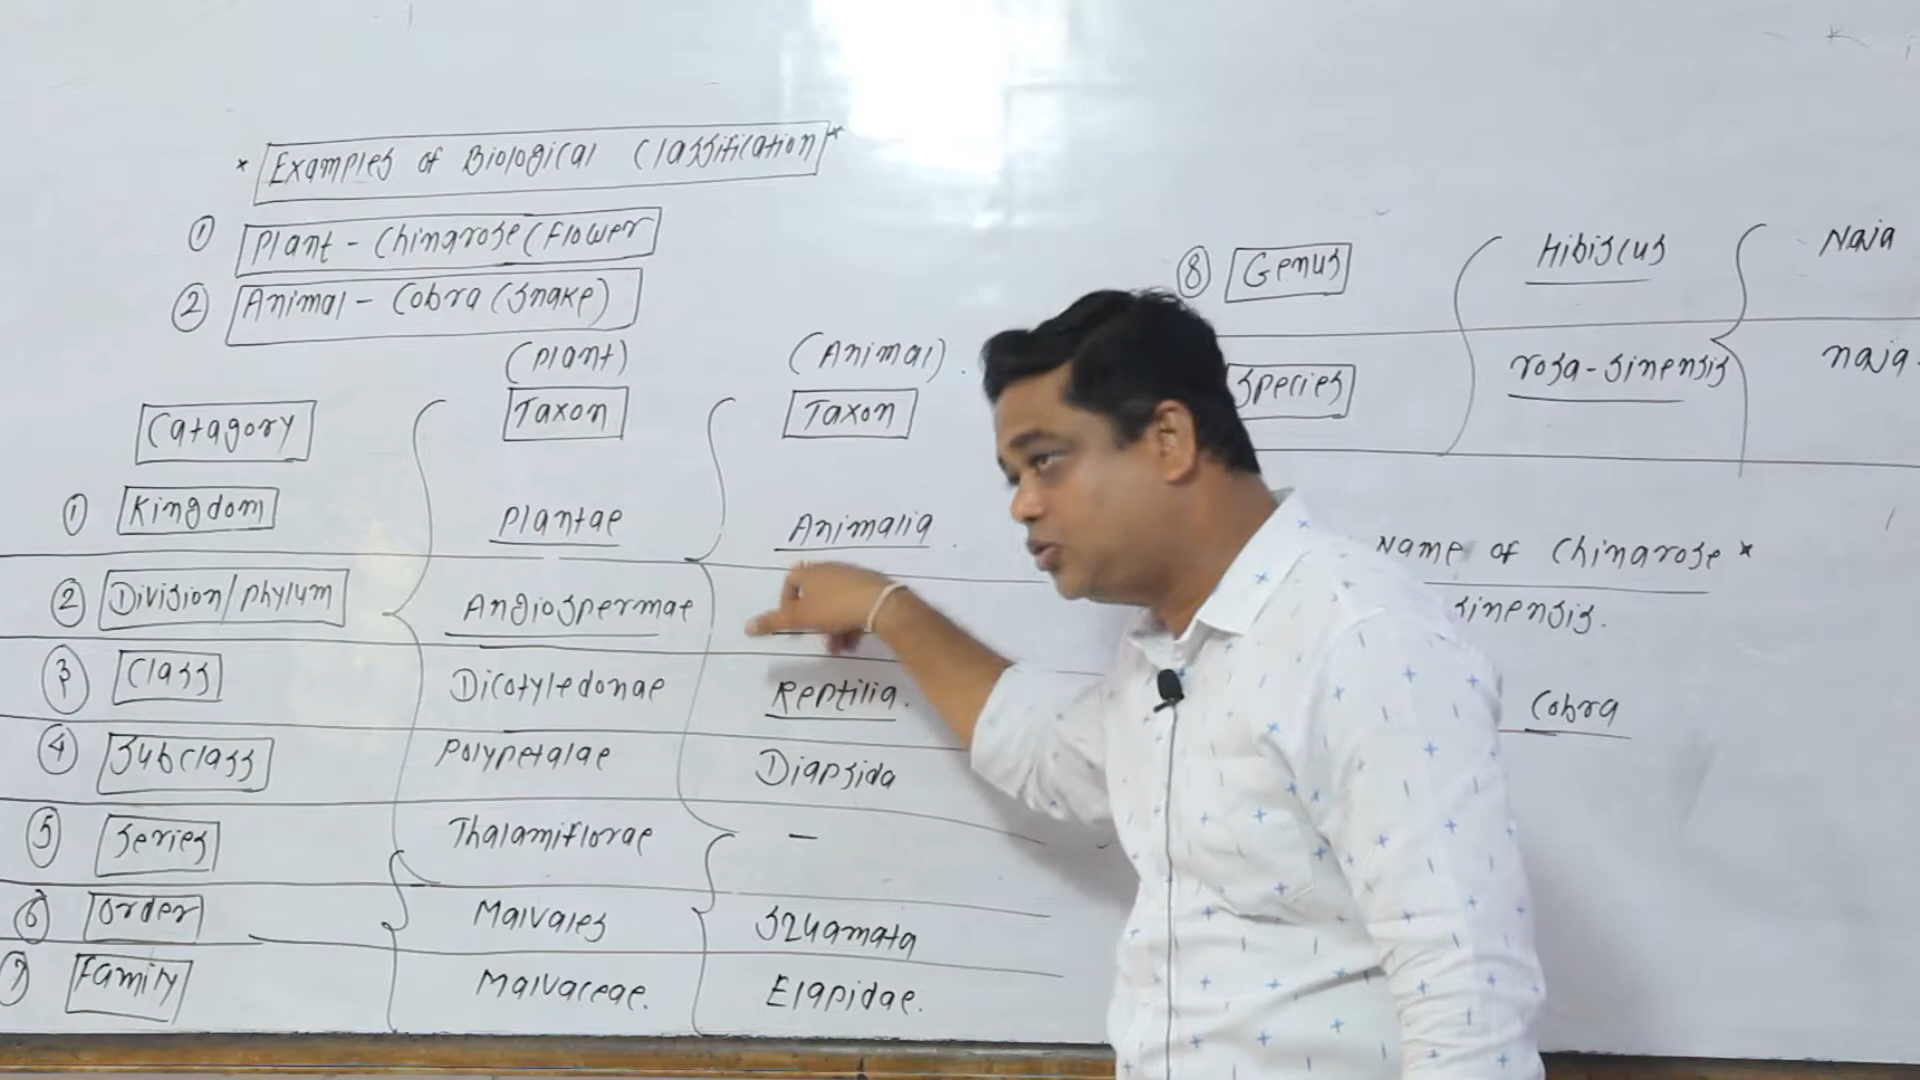 * Examples of Biological Classification *
① Plant - Chinarose (Flower
② Animal - Cobra (Snake)
(Plant) (Animal).
Catagory Taxon Taxon
① Kingdom Plantae Animalia
② Division/Phylum Angiospermae
③ Class Dicotyledonae Reptilia.
④ Subclass Polypetalae Diapsida
⑤ Series Thalamiflorae -
⑥ Order Malvales Squamata
⑦ Family Malvaceae. Elapidae.
⑧ Genus Hibiscus Naja
Species rosa-sinensis naja
Name of Chinarose *
sinensis.
Cobra